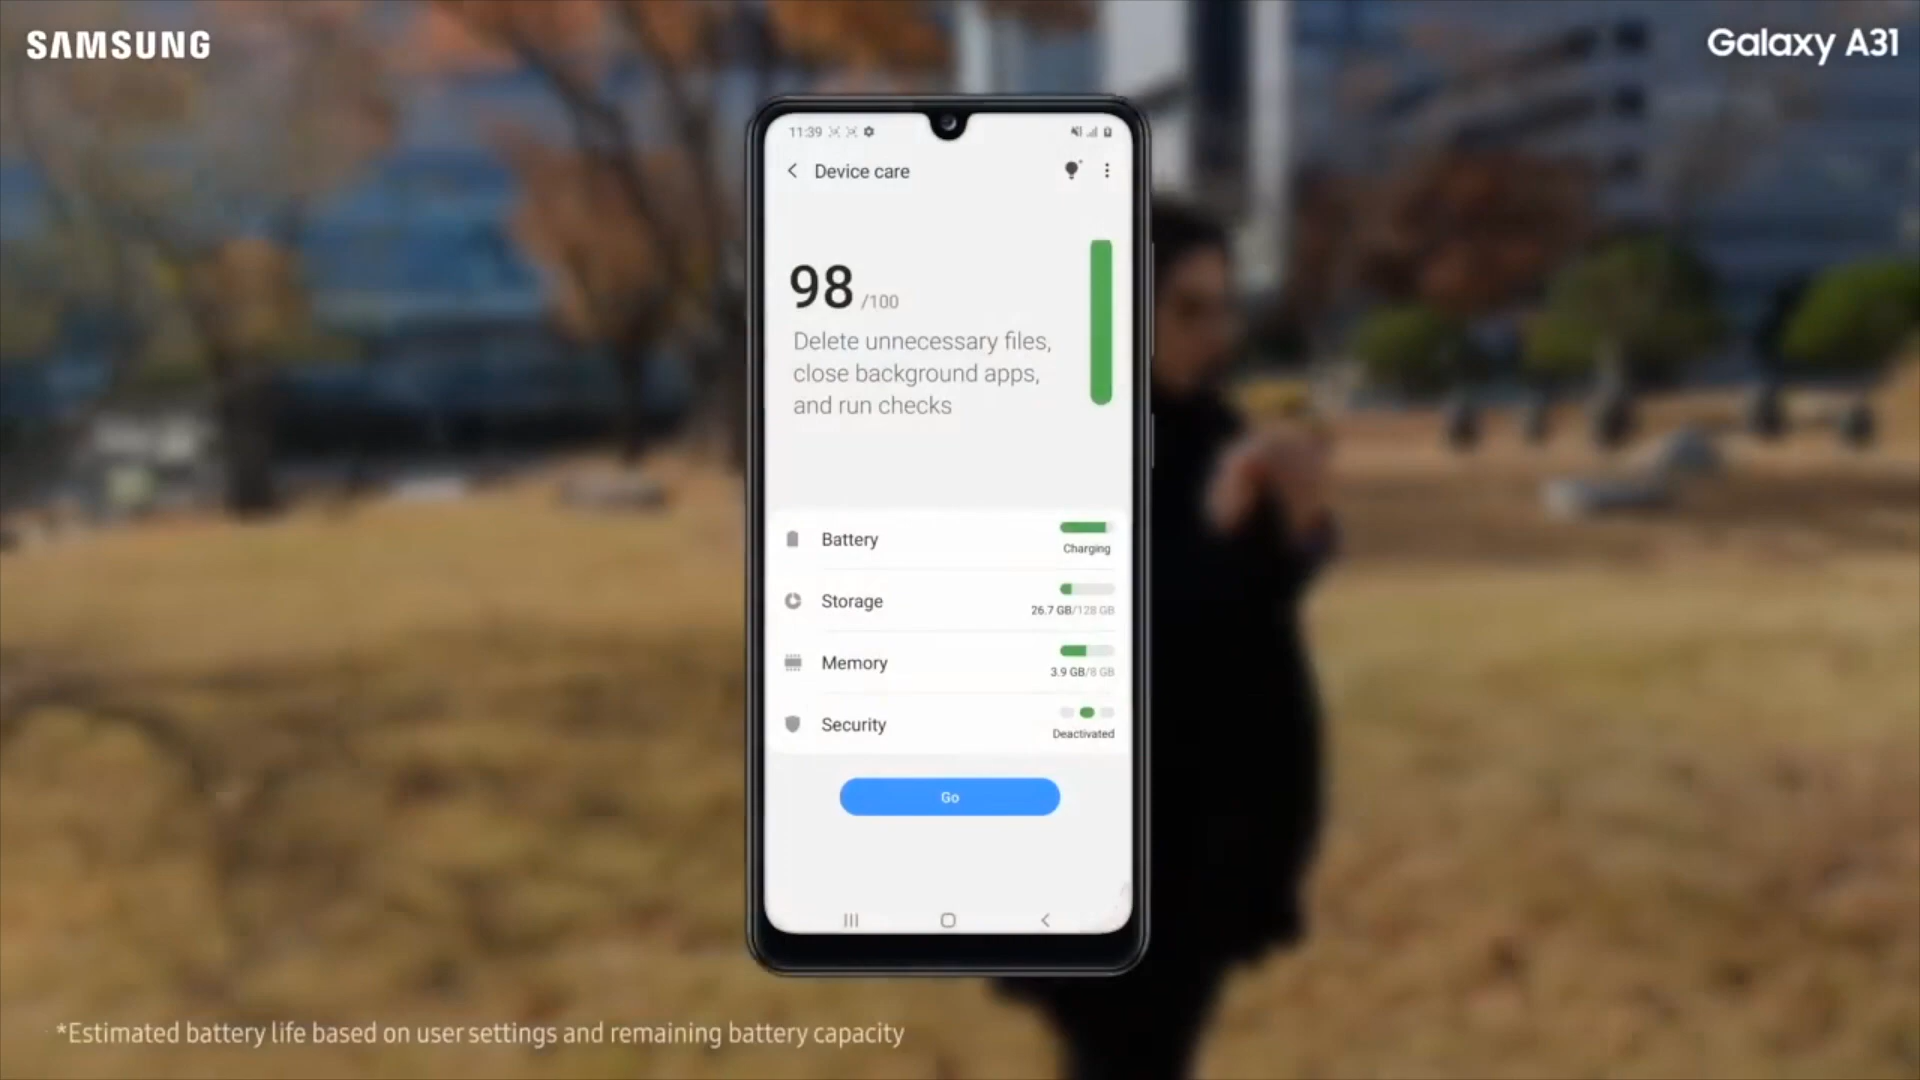 SAMSUNG
Galaxy A31
11:39
Device care
98 /100
Delete unnecessary files,
close background apps,
and run checks
Battery
Charging
Storage
26.7 GB/128 GB
Memory
3.9 GB/8 GB
Security
Deactivated
Go
*Estimated battery life based on user settings and remaining battery capacity